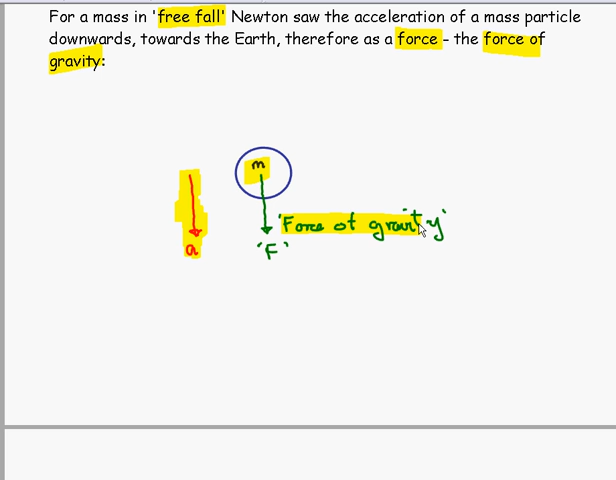 For a mass in 'free fall' Newton saw the acceleration of a mass particle
downwards, towards the Earth, therefore as a force - the force of
gravity:
m
'Force of gravity'
a
'F'